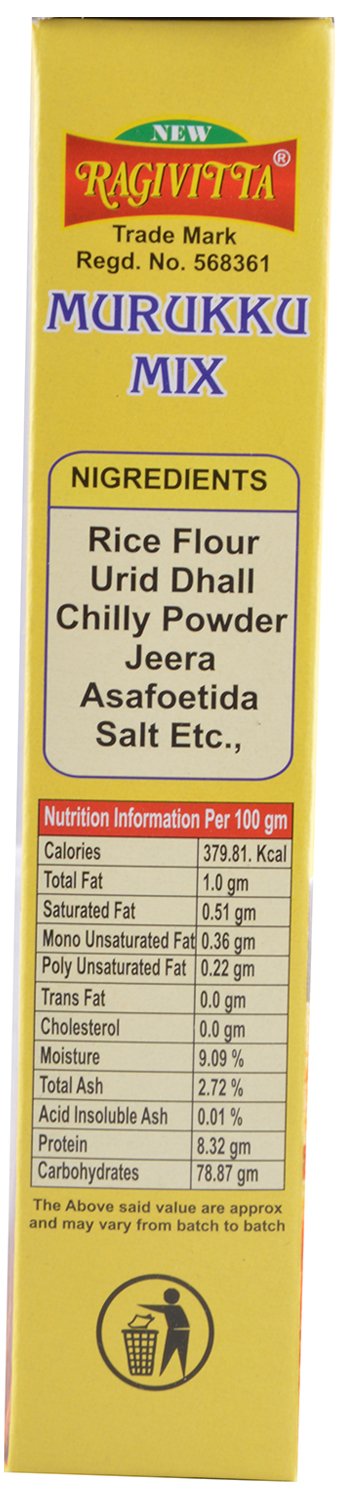 NEW
RAGIVITTA®
Trade Mark
Regd. No. 568361
MURUKKU
MIX
NIGREDIENTS
Rice Flour
Urid Dhall
Chilly Powder
Jeera
Asafoetida
Salt Etc.,
Nutrition Information Per 100 gm
Calories 379.81. Kcal
Total Fat 1.0 gm
Saturated Fat 0.51 gm
Mono Unsaturated Fat 0.36 gm
Poly Unsaturated Fat 0.22 gm
Trans Fat 0.0 gm
Cholesterol 0.0 gm
Moisture 9.09 %
Total Ash 2.72 %
Acid Insoluble Ash 0.01 %
Protein 8.32 gm
Carbohydrates 78.87 gm
The Above said value are approx
and may vary from batch to batch